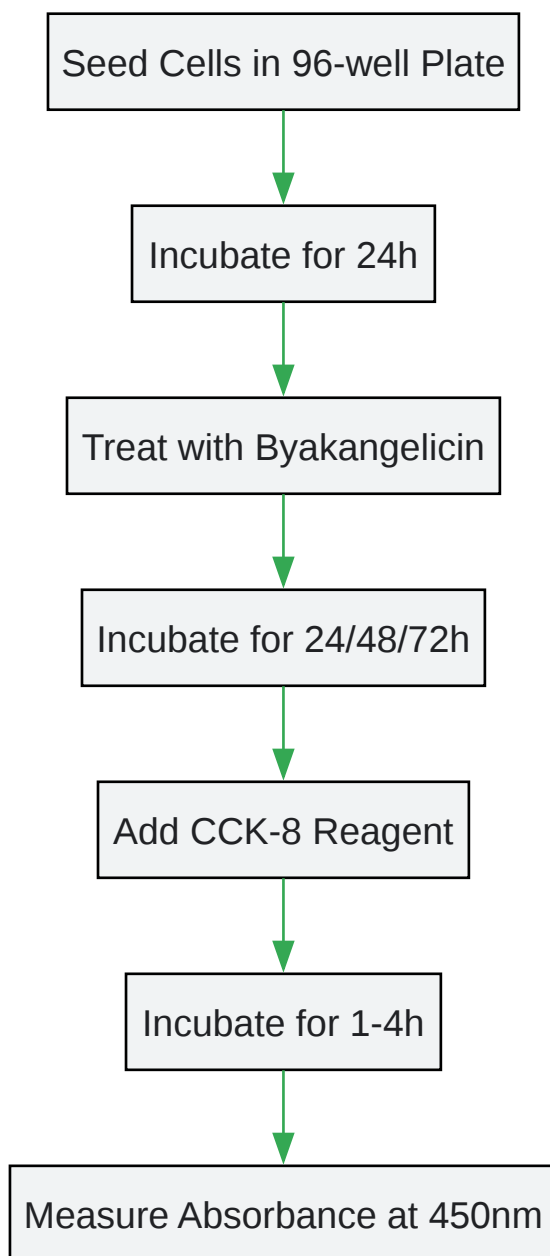 Seed Cells in 96-well Plate
Incubate for 24h
Treat with Byakangelicin
Incubate for 24/48/72h
Add CCK-8 Reagent
Incubate for 1-4h
Measure Absorbance at 450nm